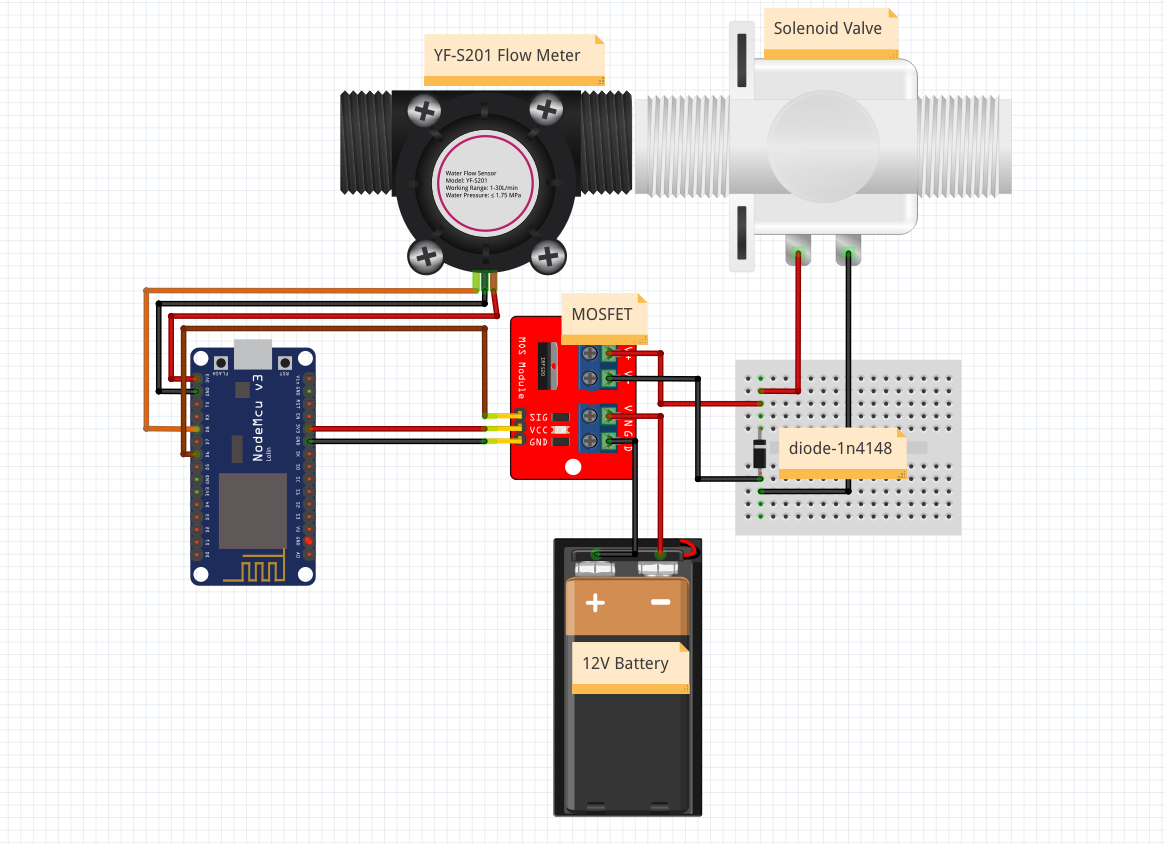 Solenoid Valve
YF-S201 Flow Meter
Water Flow Sensor
Model: YF-S201
Working Range: 1-30L/min
Water Pressure: ≤ 1.75 MPa
MOSFET
MOS Module
V+
V-
VIN
GND
SIG
VCC
GND
FLASH
RST
NodeMcu v3
LoLin
diode-1n4148
+ −
12V Battery